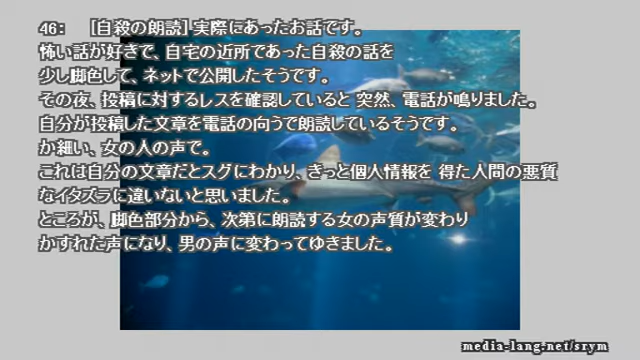 46: [自殺の朗読] 実際にあったお話です。
怖い話が好きで、自宅の近所であった自殺の話を
少し脚色して、ネットで公開したそうです。
その夜、投稿に対するレスを確認していると 突然、電話が鳴りました。
自分が投稿した文章を電話の向うで朗読しているそうです。
か細い、女の人の声で。
これは自分の文章だとスグにわかり、きっと個人情報を 得た人間の悪質
なイタズラに違いないと思いました。
ところが、脚色部分から、次第に朗読する女の声質が変わり
かすれた声になり、男の声に変わってゆきました。
media-lang-net/srym